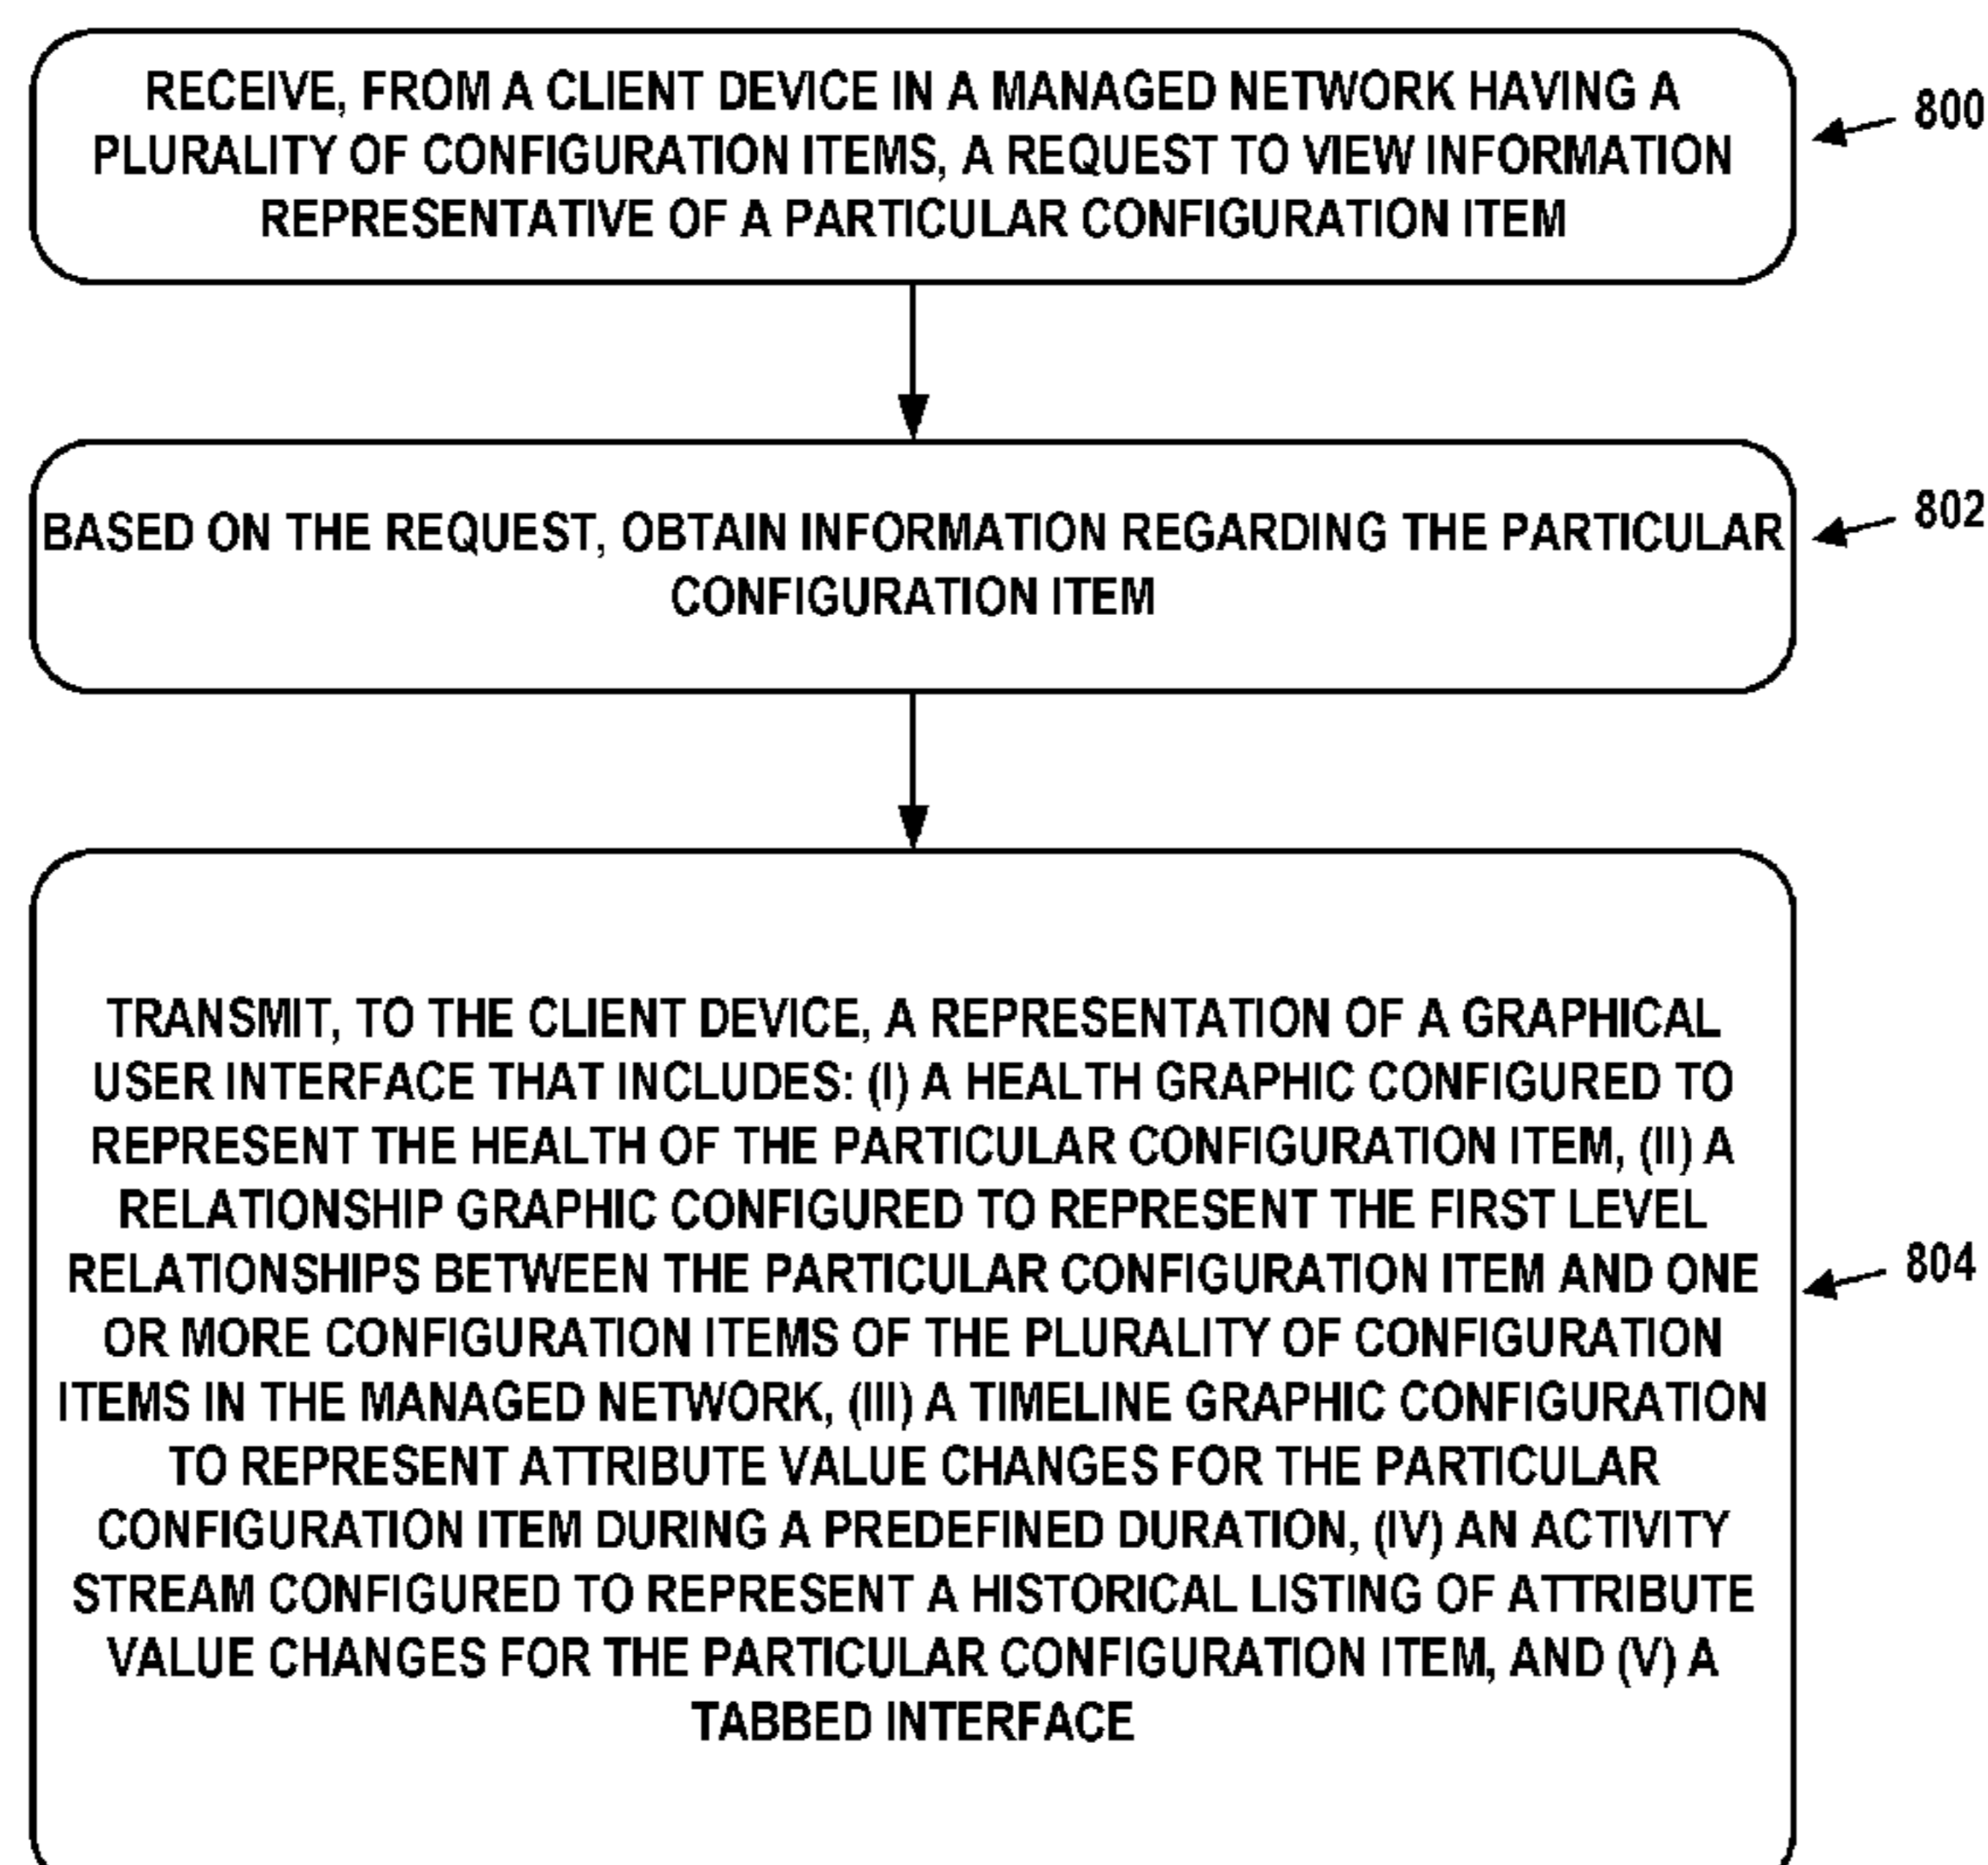 RECEIVE, FROM A CLIENT DEVICE IN A MANAGED NETWORK HAVING A
PLURALITY OF CONFIGURATION ITEMS, A REQUEST TO VIEW INFORMATION
REPRESENTATIVE OF A PARTICULAR CONFIGURATION ITEM
800
BASED ON THE REQUEST, OBTAIN INFORMATION REGARDING THE PARTICULAR
CONFIGURATION ITEM
802
TRANSMIT, TO THE CLIENT DEVICE, A REPRESENTATION OF A GRAPHICAL
USER INTERFACE THAT INCLUDES: (I) A HEALTH GRAPHIC CONFIGURED TO
REPRESENT THE HEALTH OF THE PARTICULAR CONFIGURATION ITEM, (II) A
RELATIONSHIP GRAPHIC CONFIGURED TO REPRESENT THE FIRST LEVEL
RELATIONSHIPS BETWEEN THE PARTICULAR CONFIGURATION ITEM AND ONE
OR MORE CONFIGURATION ITEMS OF THE PLURALITY OF CONFIGURATION
ITEMS IN THE MANAGED NETWORK, (III) A TIMELINE GRAPHIC CONFIGURATION
TO REPRESENT ATTRIBUTE VALUE CHANGES FOR THE PARTICULAR
CONFIGURATION ITEM DURING A PREDEFINED DURATION, (IV) AN ACTIVITY
STREAM CONFIGURED TO REPRESENT A HISTORICAL LISTING OF ATTRIBUTE
VALUE CHANGES FOR THE PARTICULAR CONFIGURATION ITEM, AND (V) A
TABBED INTERFACE
804